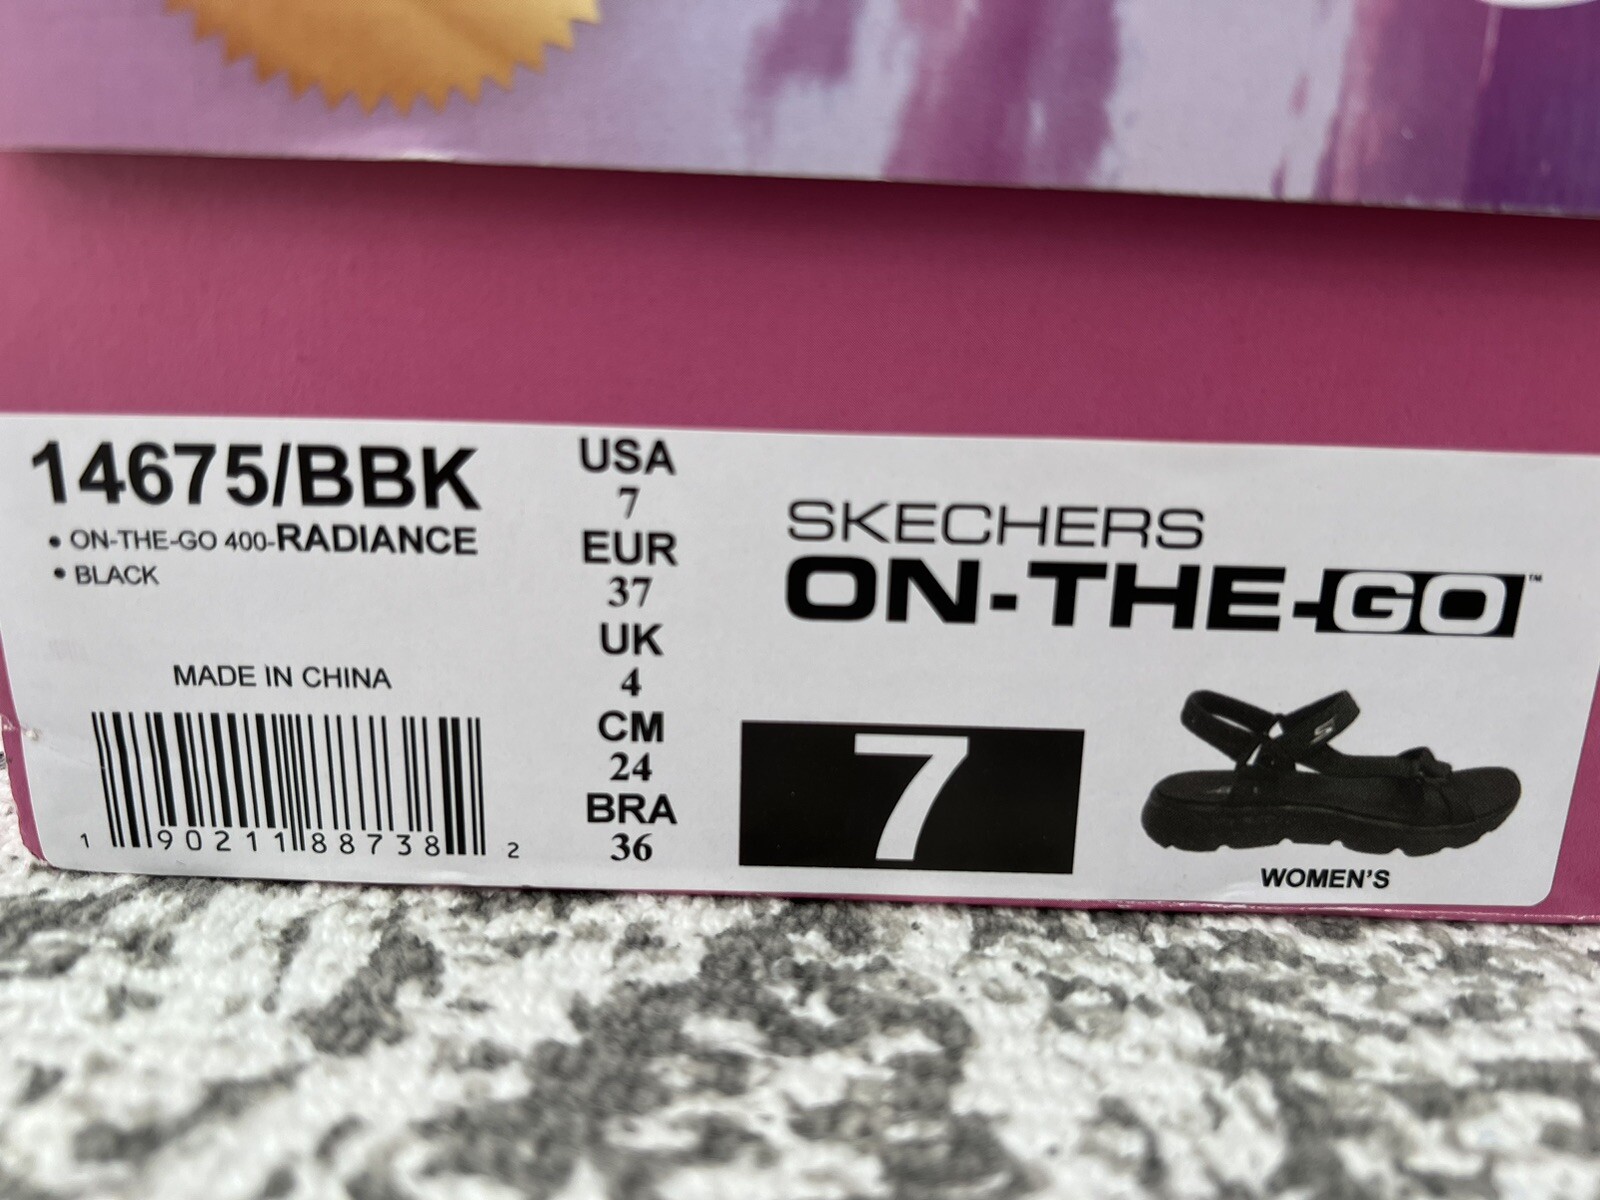 14675/BBK
• ON-THE-GO 400-RADIANCE
• BLACK
MADE IN CHINA
1 90211 88738 2
USA
7
EUR
37
UK
4
CM
24
BRA
36
SKECHERS
ON-THE-GO™
7
WOMEN'S